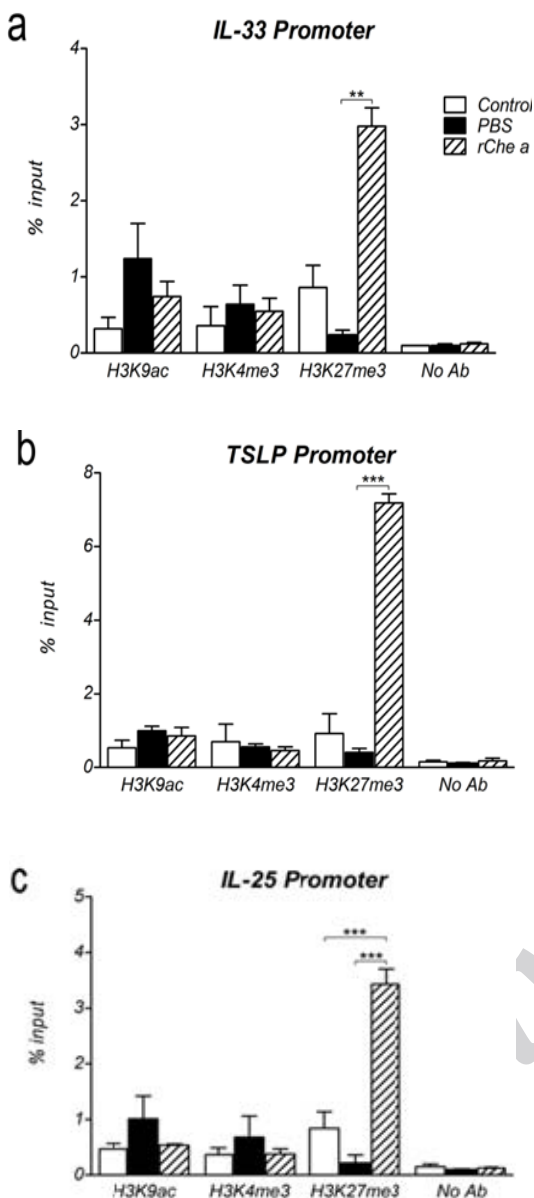 a
IL-33 Promoter
4
3
2
1
0
% input
**
Control
PBS
rChe a
H3K9ac H3K4me3 H3K27me3 No Ab
b
TSLP Promoter
8
6
4
2
0
% input
***
H3K9ac H3K4me3 H3K27me3 No Ab
c
IL-25 Promoter
5
4
3
2
1
0
% input
***
***
H3K9ac H3K4me3 H3K27me3 No Ab